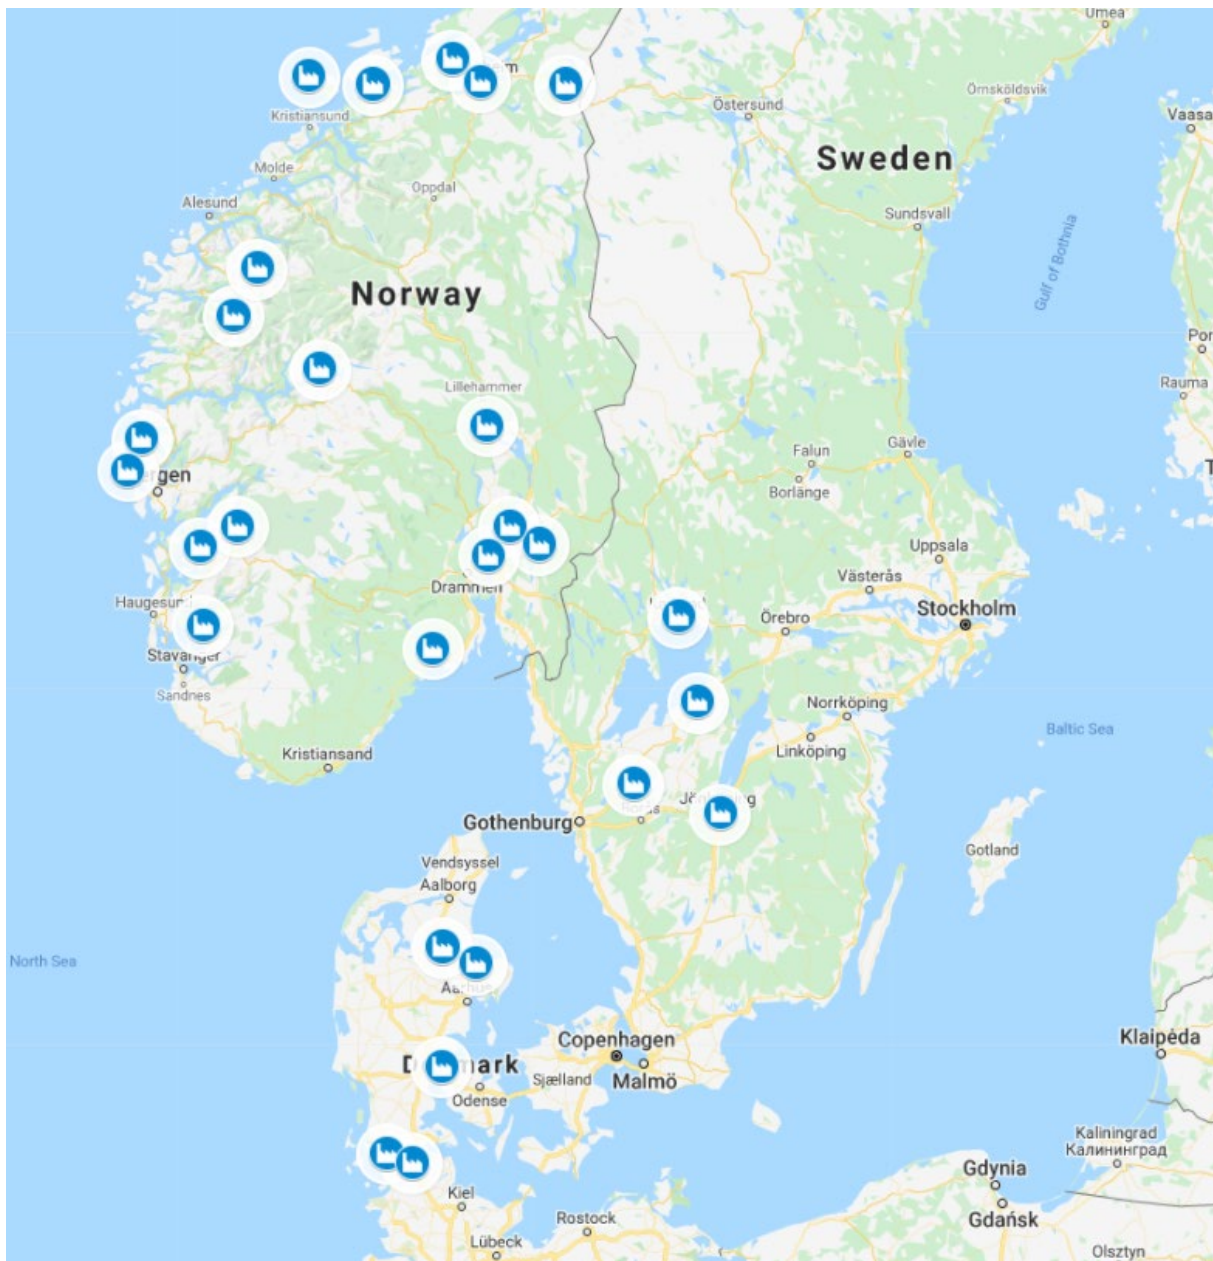 Umeå
Kristiansund
Östersund
Örnsköldsvik
Vaasa
Molde
Oppdal
Sweden
Alesund
Sundsvall
Gulf of Bothnia
Norway
Rauma
Lillehammer
Falun
Gävle
Borlänge
Uppsala
Västerås
Drammen
Stockholm
Örebro
Stavanger
Sandnes
Norrköping
Linköping
Baltic Sea
Kristiansand
Gothenburg
Gotland
Vendsyssel
Aalborg
North Sea
Copenhagen
Malmö
Sjælland
Odense
Klaipėda
Kaliningrad
Калининград
Gdynia
Gdańsk
Kiel
Rostock
Lübeck
Olsztyn